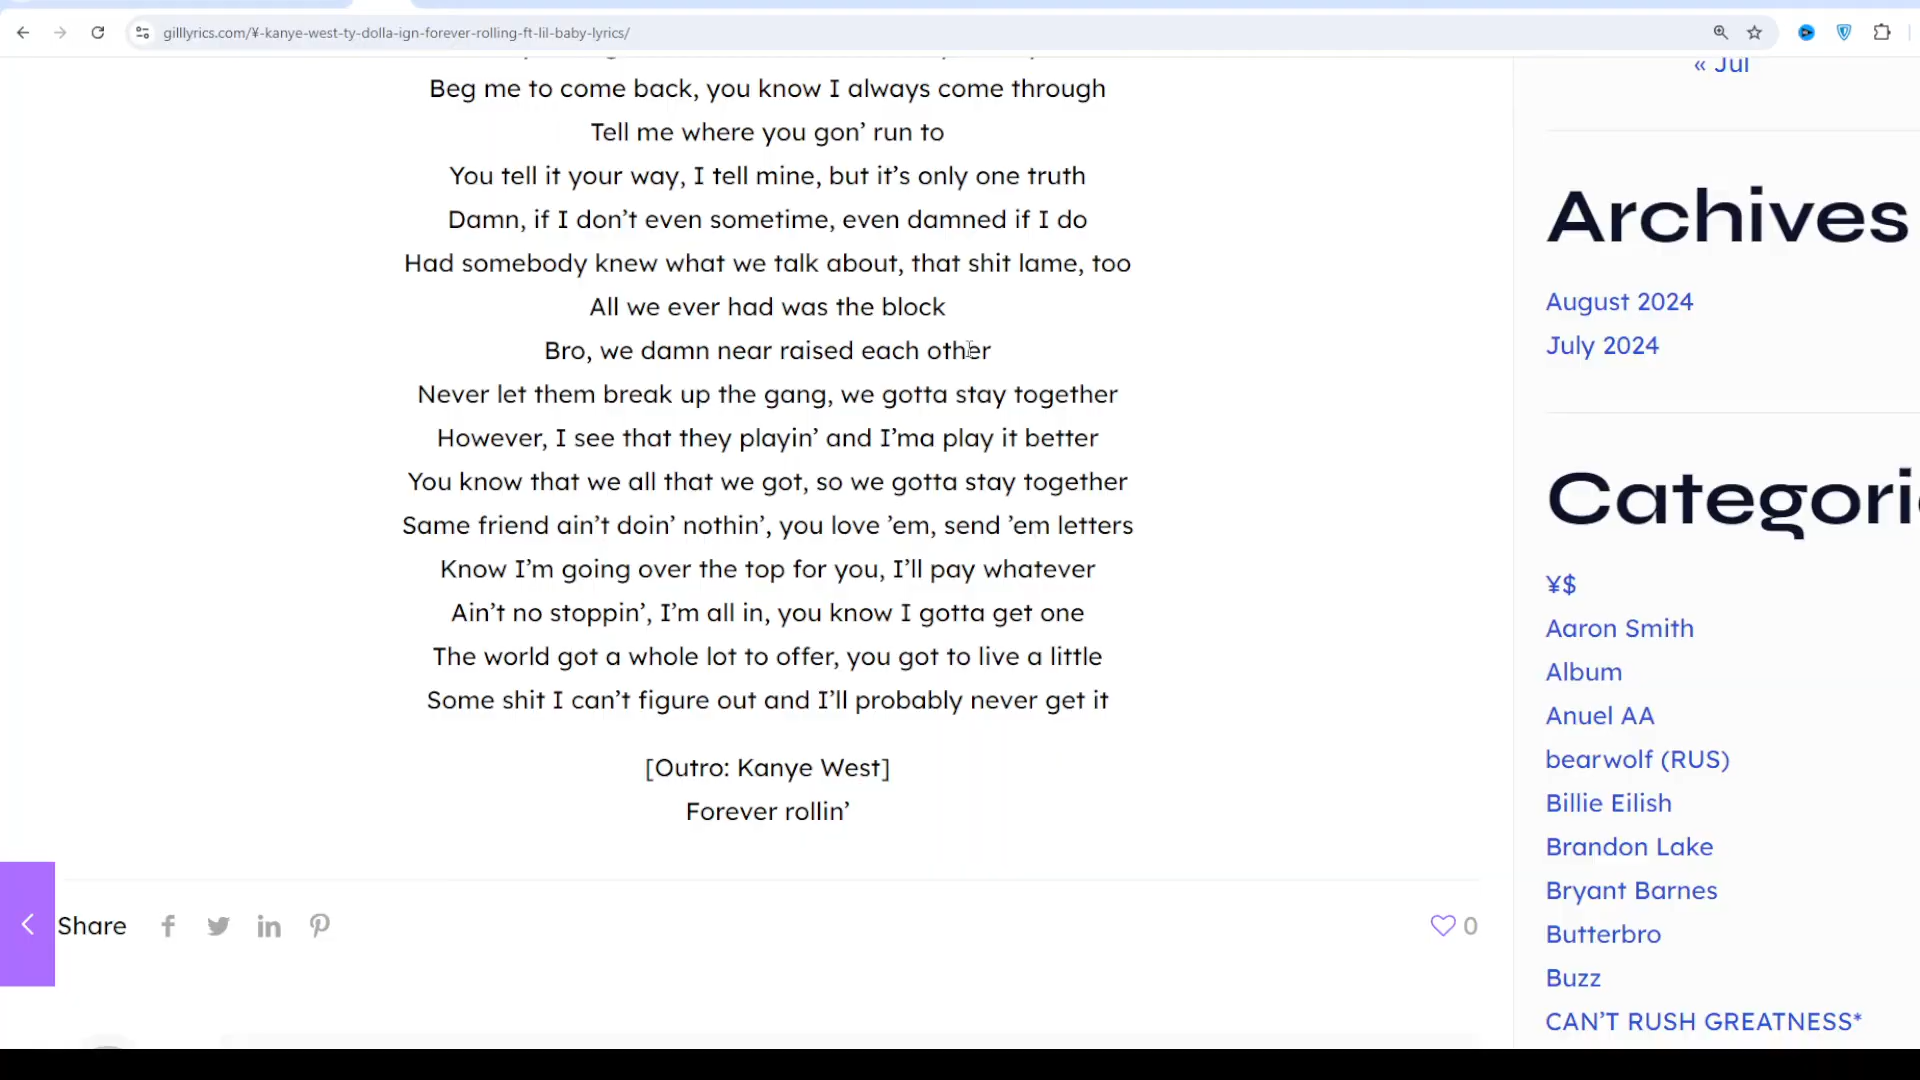 gilllyrics.com/¥-kanye-west-ty-dolla-ign-forever-rolling-ft-lil-baby-lyrics/
Beg me to come back, you know I always come through
Tell me where you gon’ run to
You tell it your way, I tell mine, but it’s only one truth
Damn, if I don’t even sometime, even damned if I do
Had somebody knew what we talk about, that shit lame, too
All we ever had was the block
Bro, we damn near raised each other
Never let them break up the gang, we gotta stay together
However, I see that they playin’ and I’ma play it better
You know that we all that we got, so we gotta stay together
Same friend ain’t doin’ nothin’, you love ’em, send ’em letters
Know I’m going over the top for you, I’ll pay whatever
Ain’t no stoppin’, I’m all in, you know I gotta get one
The world got a whole lot to offer, you got to live a little
Some shit I can’t figure out and I’ll probably never get it
[Outro: Kanye West]
Forever rollin’
Share
0
« Jul
Archives
August 2024
July 2024
Categori
¥$
Aaron Smith
Album
Anuel AA
bearwolf (RUS)
Billie Eilish
Brandon Lake
Bryant Barnes
Butterbro
Buzz
CAN’T RUSH GREATNESS*